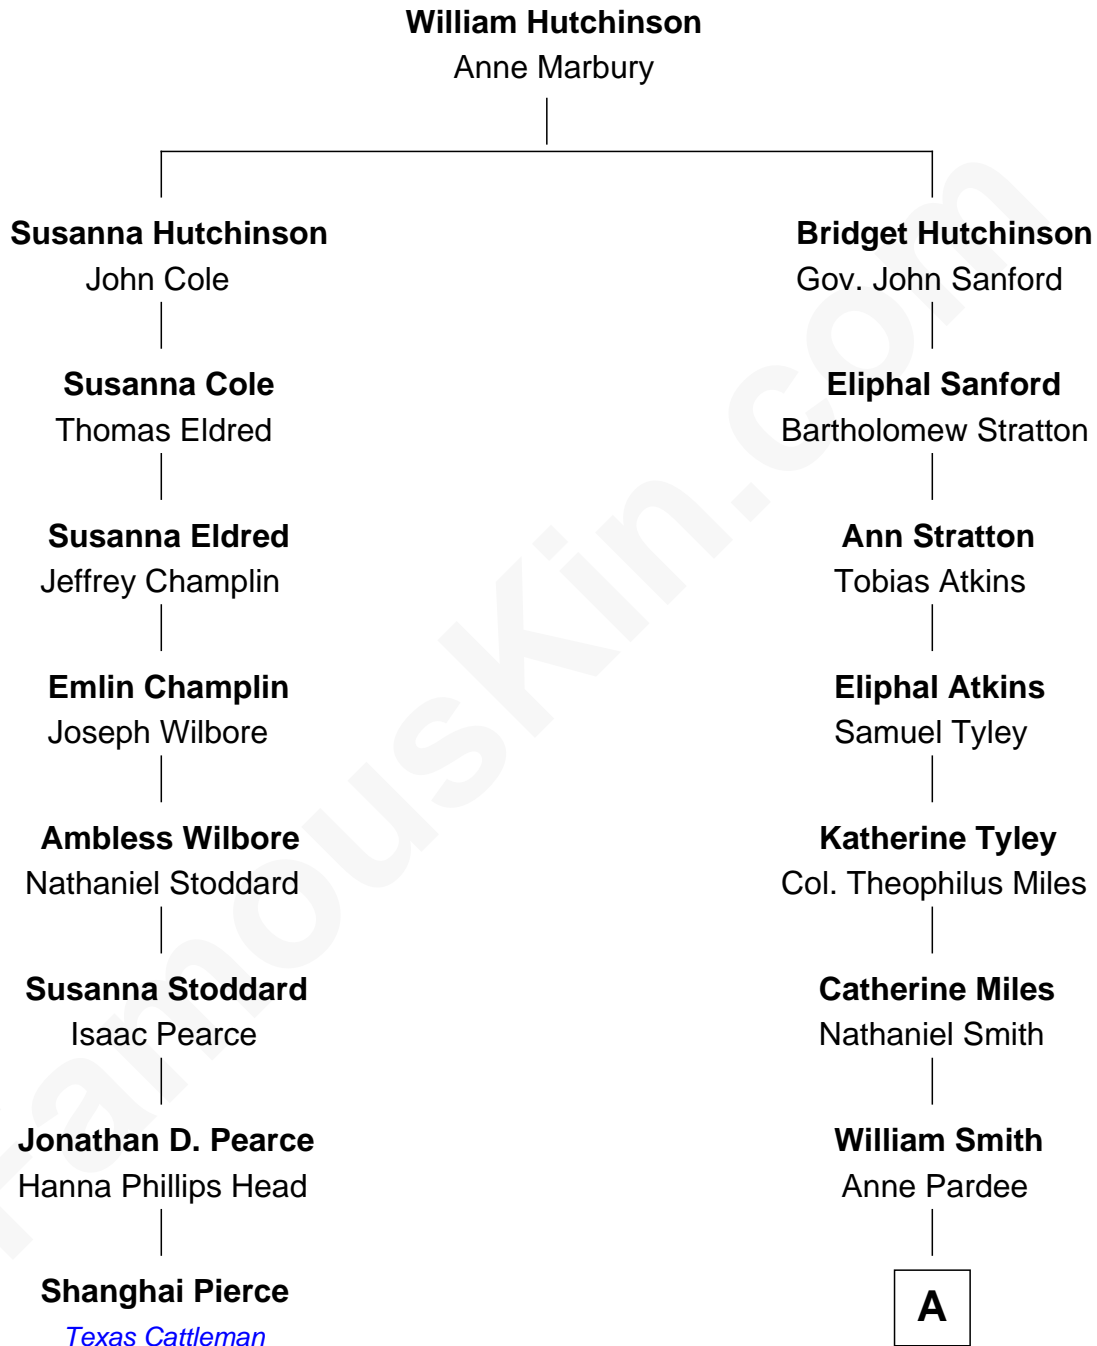 William Hutchinson
Anne Marbury
Susanna Hutchinson
John Cole
Bridget Hutchinson
Gov. John Sanford
Susanna Cole
Thomas Eldred
Eliphal Sanford
Bartholomew Stratton
Susanna Eldred
Jeffrey Champlin
Ann Stratton
Tobias Atkins
Emlin Champlin
Joseph Wilbore
Eliphal Atkins
Samuel Tyley
Ambless Wilbore
Nathaniel Stoddard
Katherine Tyley
Col. Theophilus Miles
Susanna Stoddard
Isaac Pearce
Catherine Miles
Nathaniel Smith
Jonathan D. Pearce
Hanna Phillips Head
William Smith
Anne Pardee
Shanghai Pierce
Texas Cattleman
A
FamousKin.com